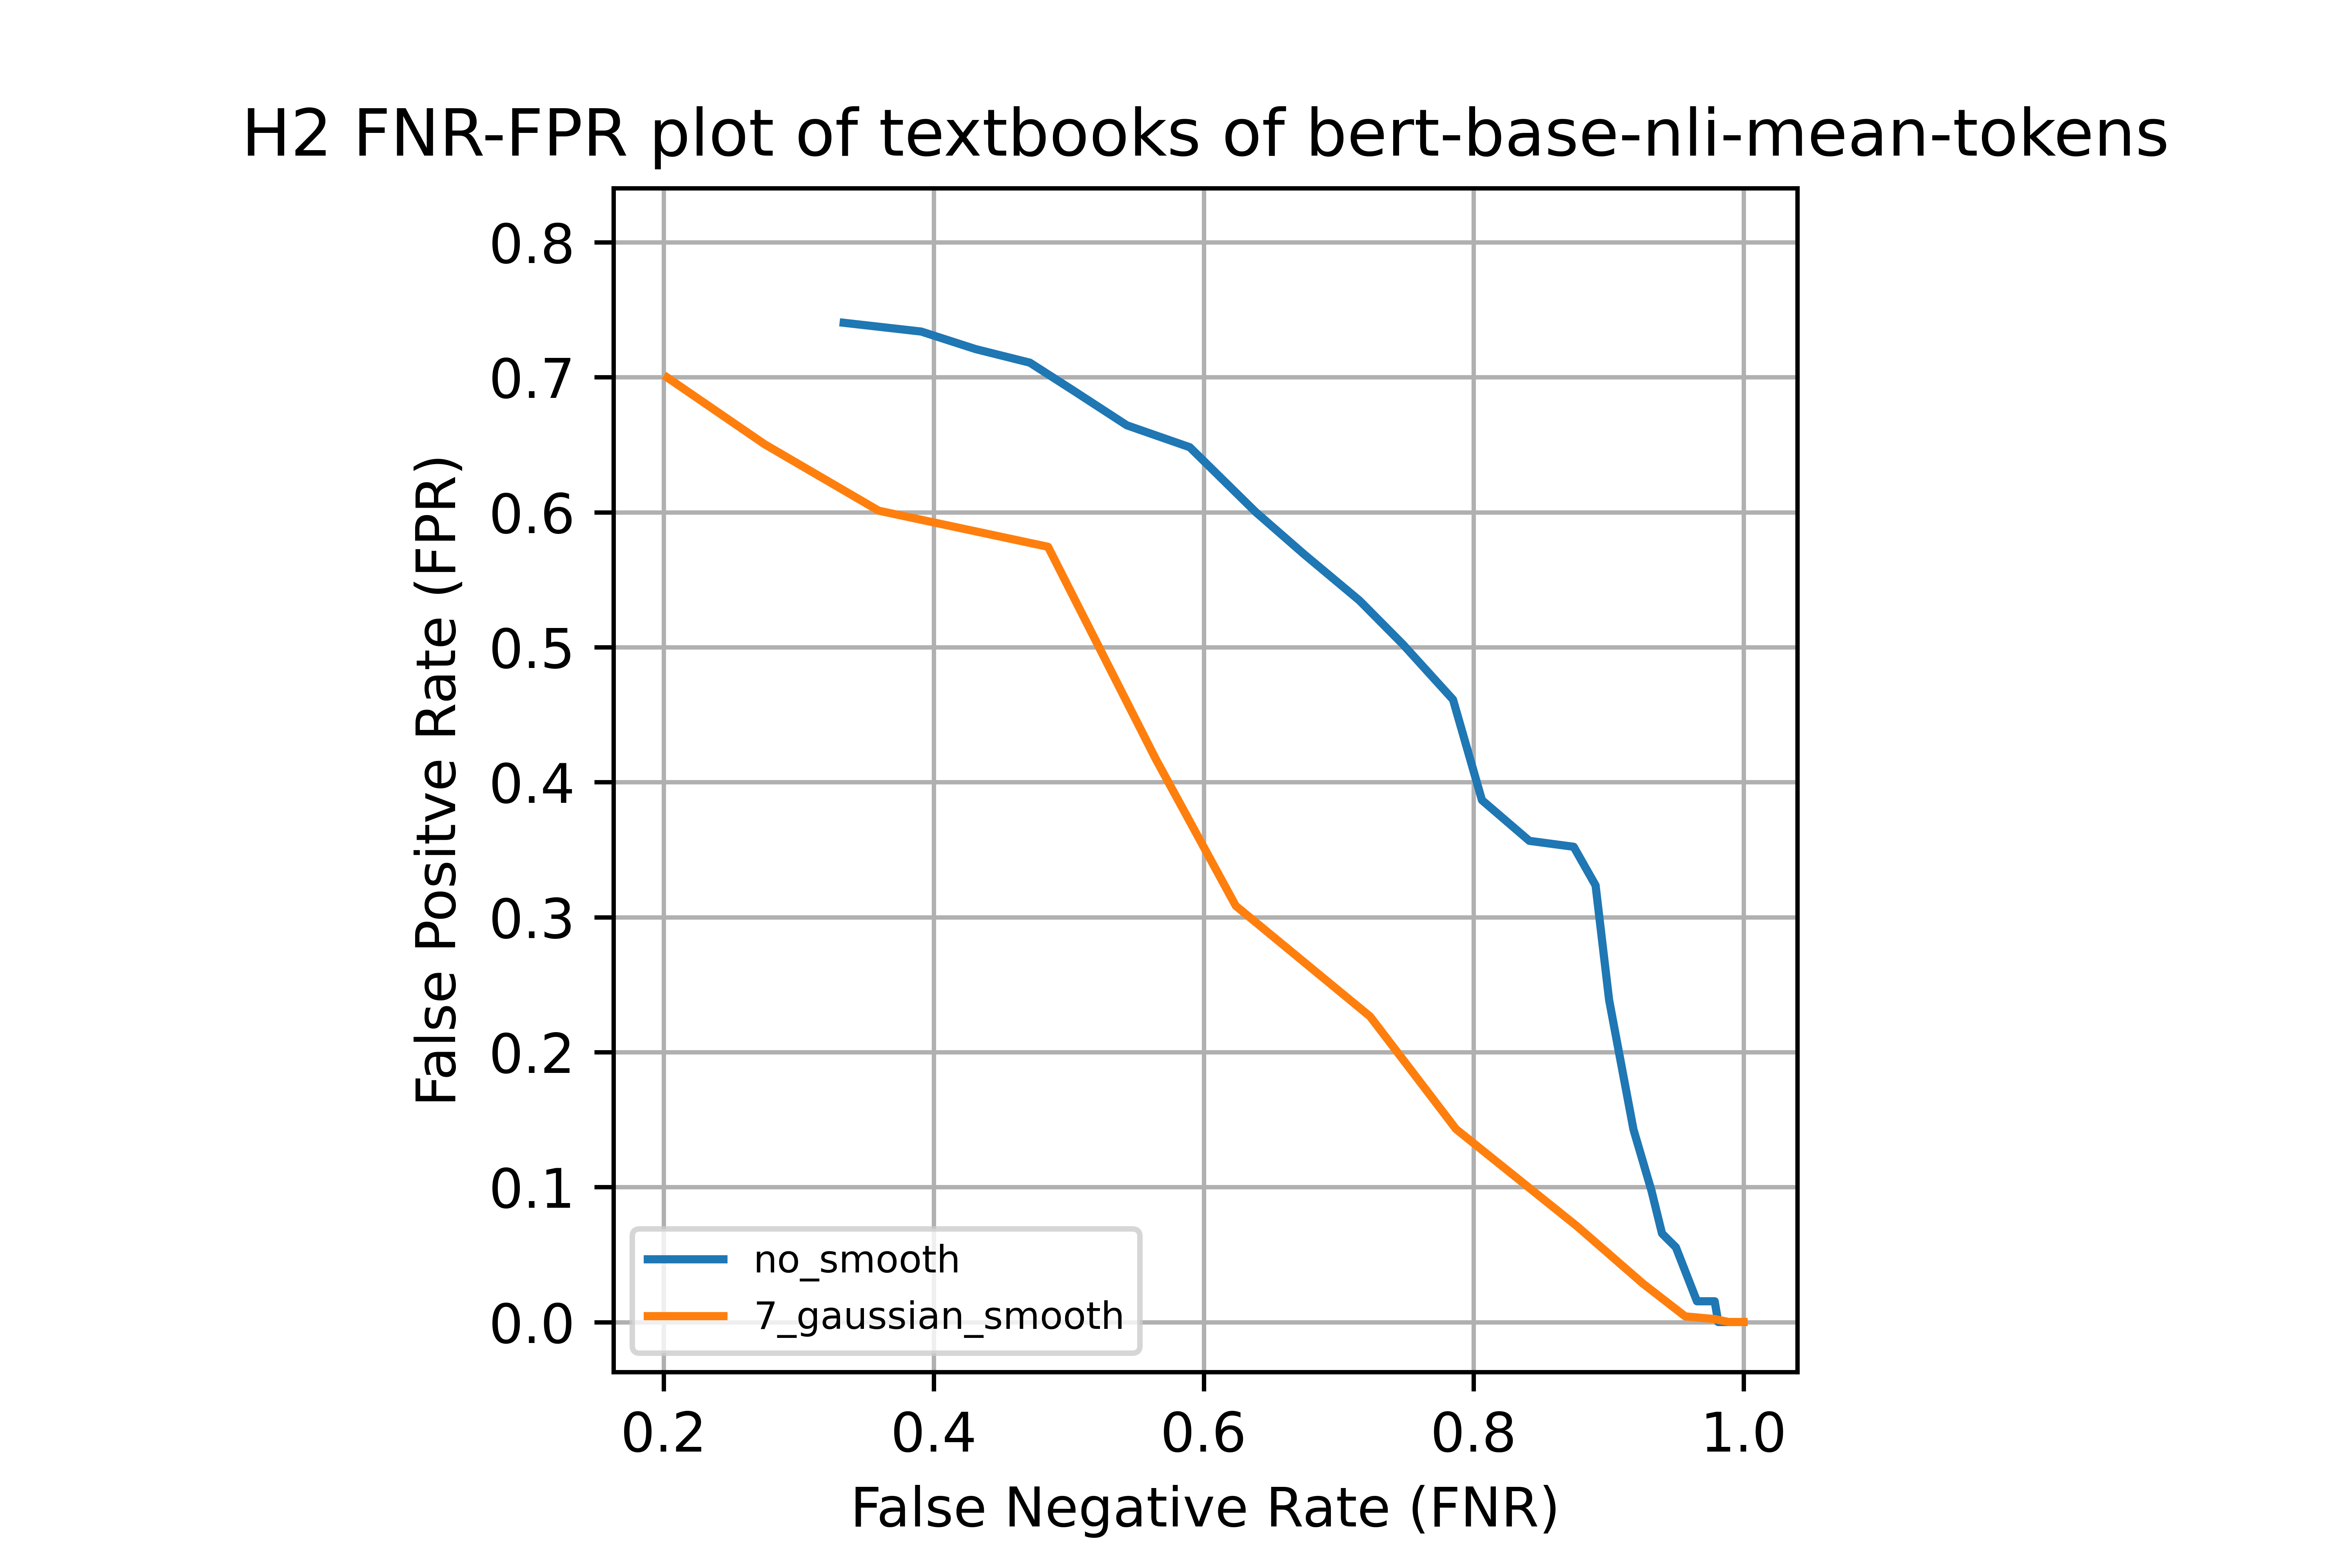 H2 FNR-FPR plot of textbooks of bert-base-nli-mean-tokens
0.8
0.7
0.6
0.5
0.4
0.3
0.2
0.1
0.0
False Positve Rate (FPR)
no_smooth
7_gaussian_smooth
0.2 0.4 0.6 0.8 1.0
False Negative Rate (FNR)